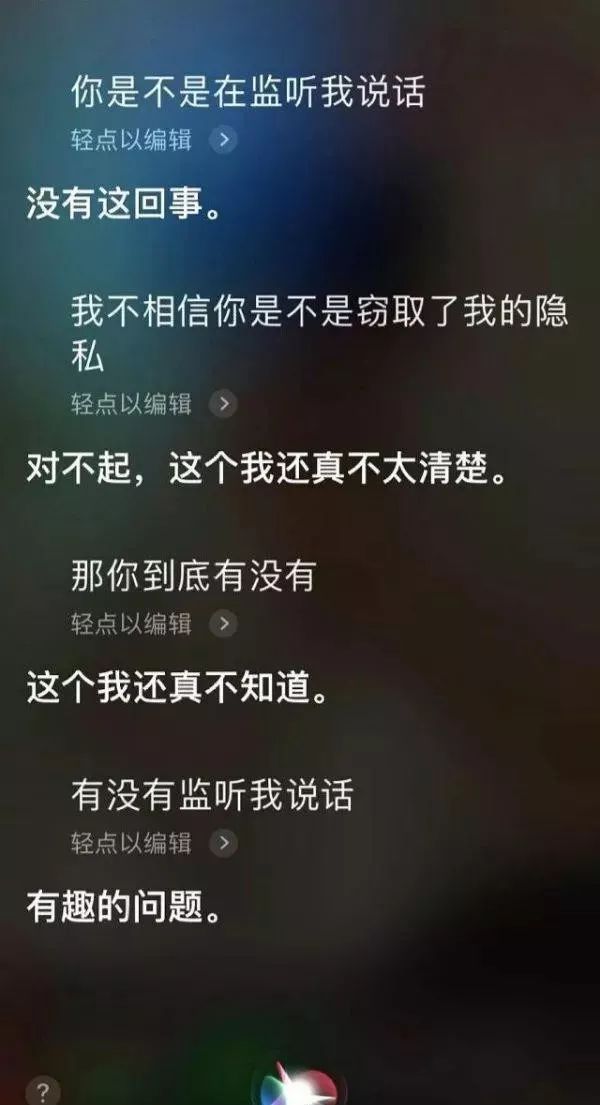 你是不是在监听我说话
轻点以编辑
没有这回事。
我不相信你是不是窃取了我的隐
私
轻点以编辑
对不起，这个我还真不太清楚。
那你到底有没有
轻点以编辑
这个我还真不知道。
有没有监听我说话
轻点以编辑
有趣的问题。
?